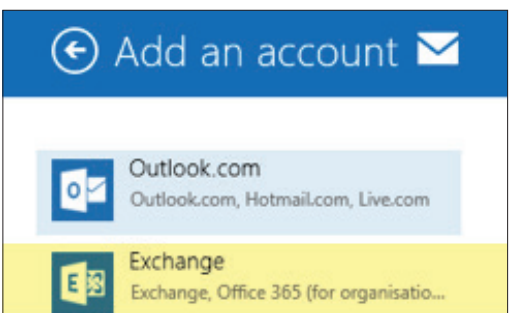 Add an account
Outlook.com
Outlook.com, Hotmail.com, Live.com
Exchange
Exchange, Office 365 (for organisatio...